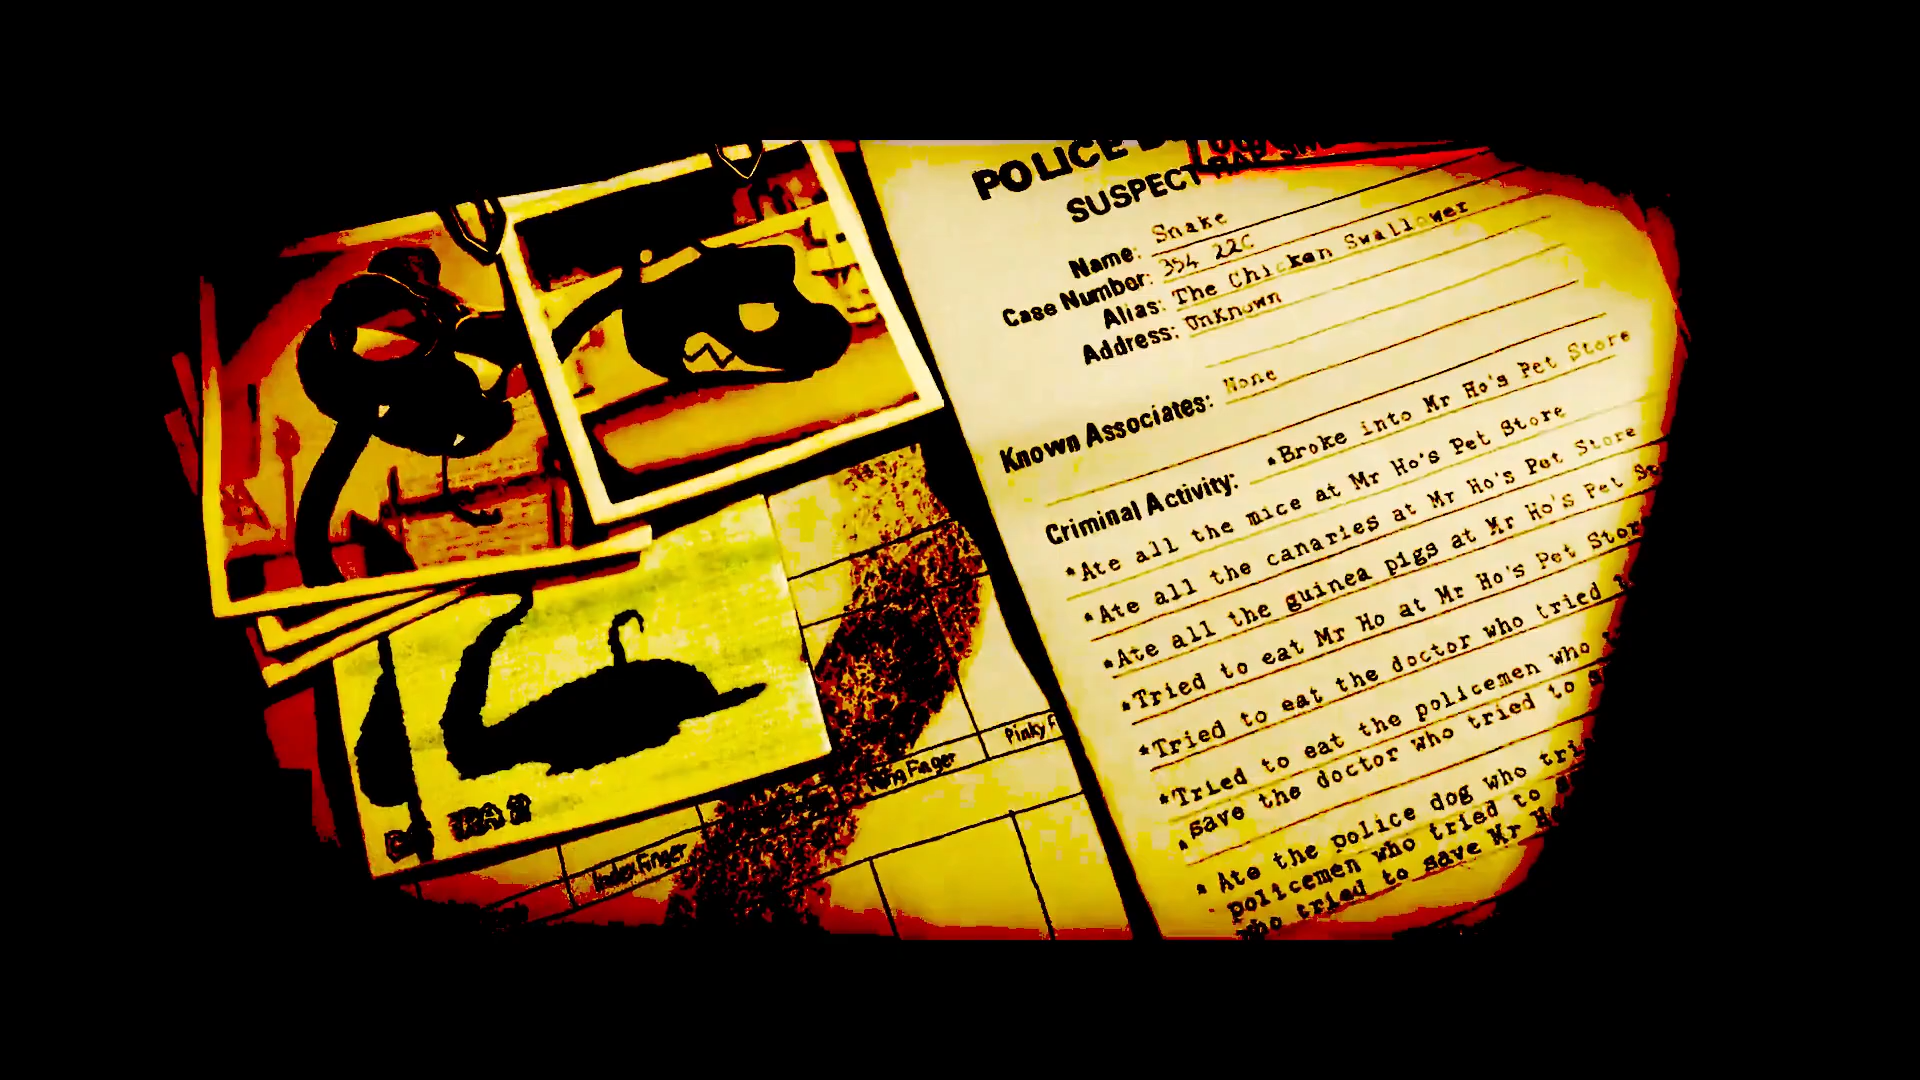 POLICE
SUSPECT
Name: Snake
Case Number: 354 22C
Alias: The Chicken Swallower
Address: Unknown
Known Associates: None
Criminal Activity: *Broke into Mr Ho's Pet Store
*Ate all the mice at Mr Ho's Pet Store
*Ate all the canaries at Mr Ho's Pet Store
*Ate all the guinea pigs at Mr Ho's Pet
*Tried to eat Mr Ho at Mr Ho's Pet Store
*Tried to eat the doctor who tried
*Tried to eat the policemen who
save the doctor who tried to
* Ate the police dog who
policemen who tried to
who tried to save Mr
Index Finger
Ring Finger
Pinky